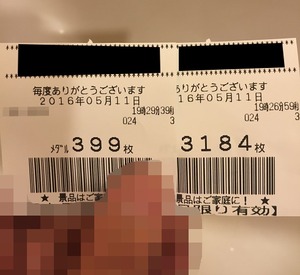 毎度ありがとうございます
2016年05月11日
19時29分39秒
024 3
メダル 399枚
★ 景品はご家庭に
ありがとうございます
16年05月11日
19時26分59秒
024 3
3184枚
景品はご家庭に! ★
限り有効】